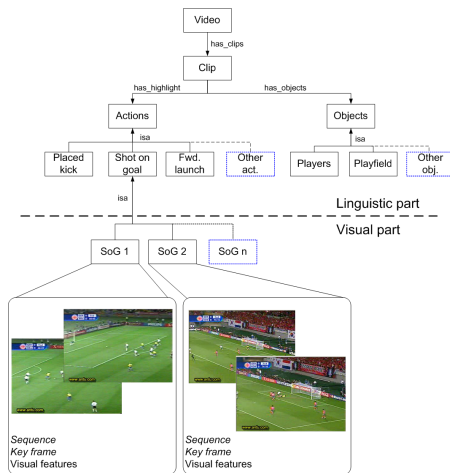 Video
has_clips
Clip
has_highlight
has_objects
Actions
Objects
isa
isa
Placed kick
Shot on goal
Fwd. launch
Other act.
Players
Playfield
Other obj.
Linguistic part
isa
Visual part
SoG 1
SoG 2
SoG n
Sequence
Key frame
Visual features
Sequence
Key frame
Visual features